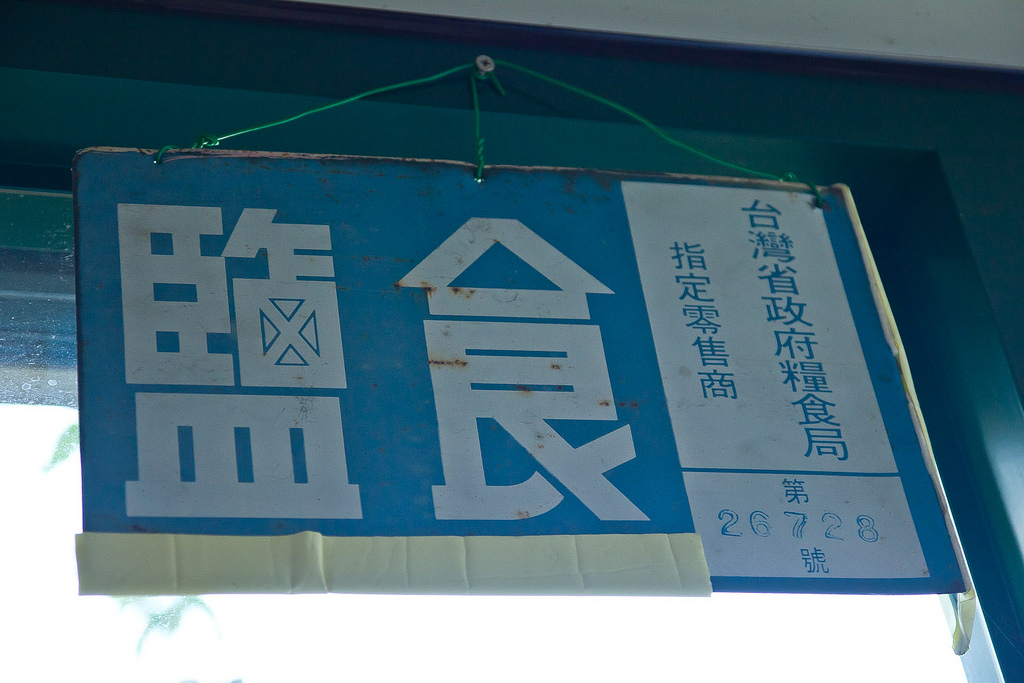 台灣省政府糧食局
指定零售商
第
26728
號
食鹽